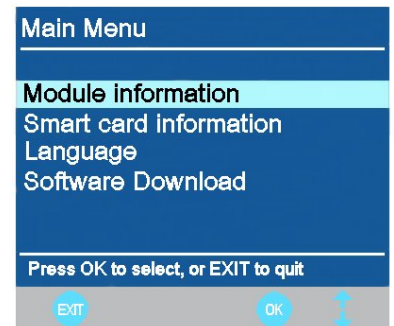 Main Menu
Module information
Smart card information
Language
Software Download
Press OK to select, or EXIT to quit
EXIT OK